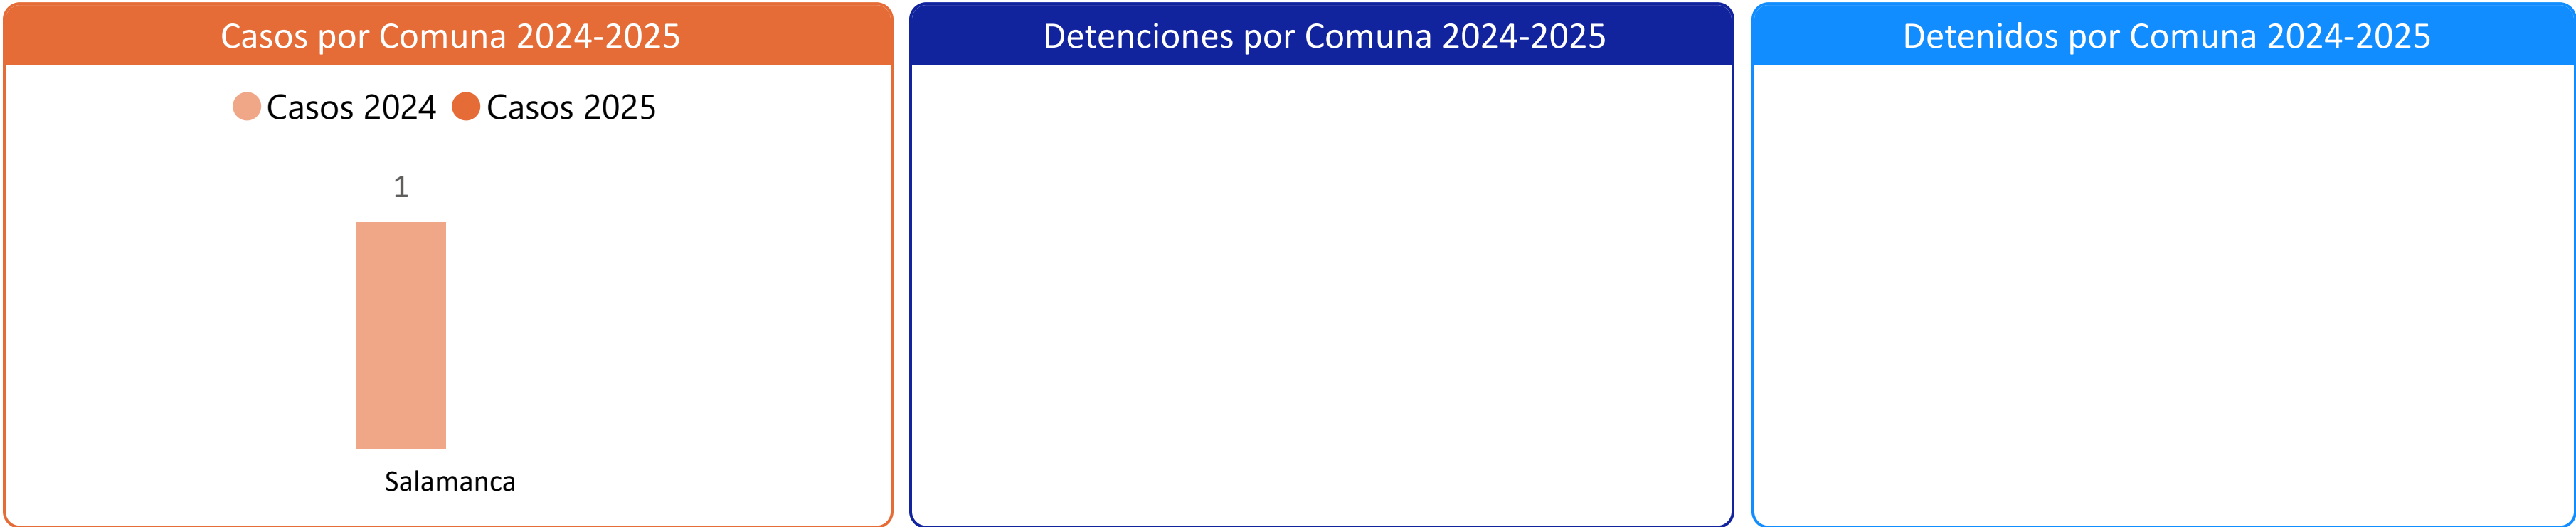 Casos por Comuna 2024-2025
Casos 2024 Casos 2025
1
Salamanca
Detenciones por Comuna 2024-2025
Detenidos por Comuna 2024-2025